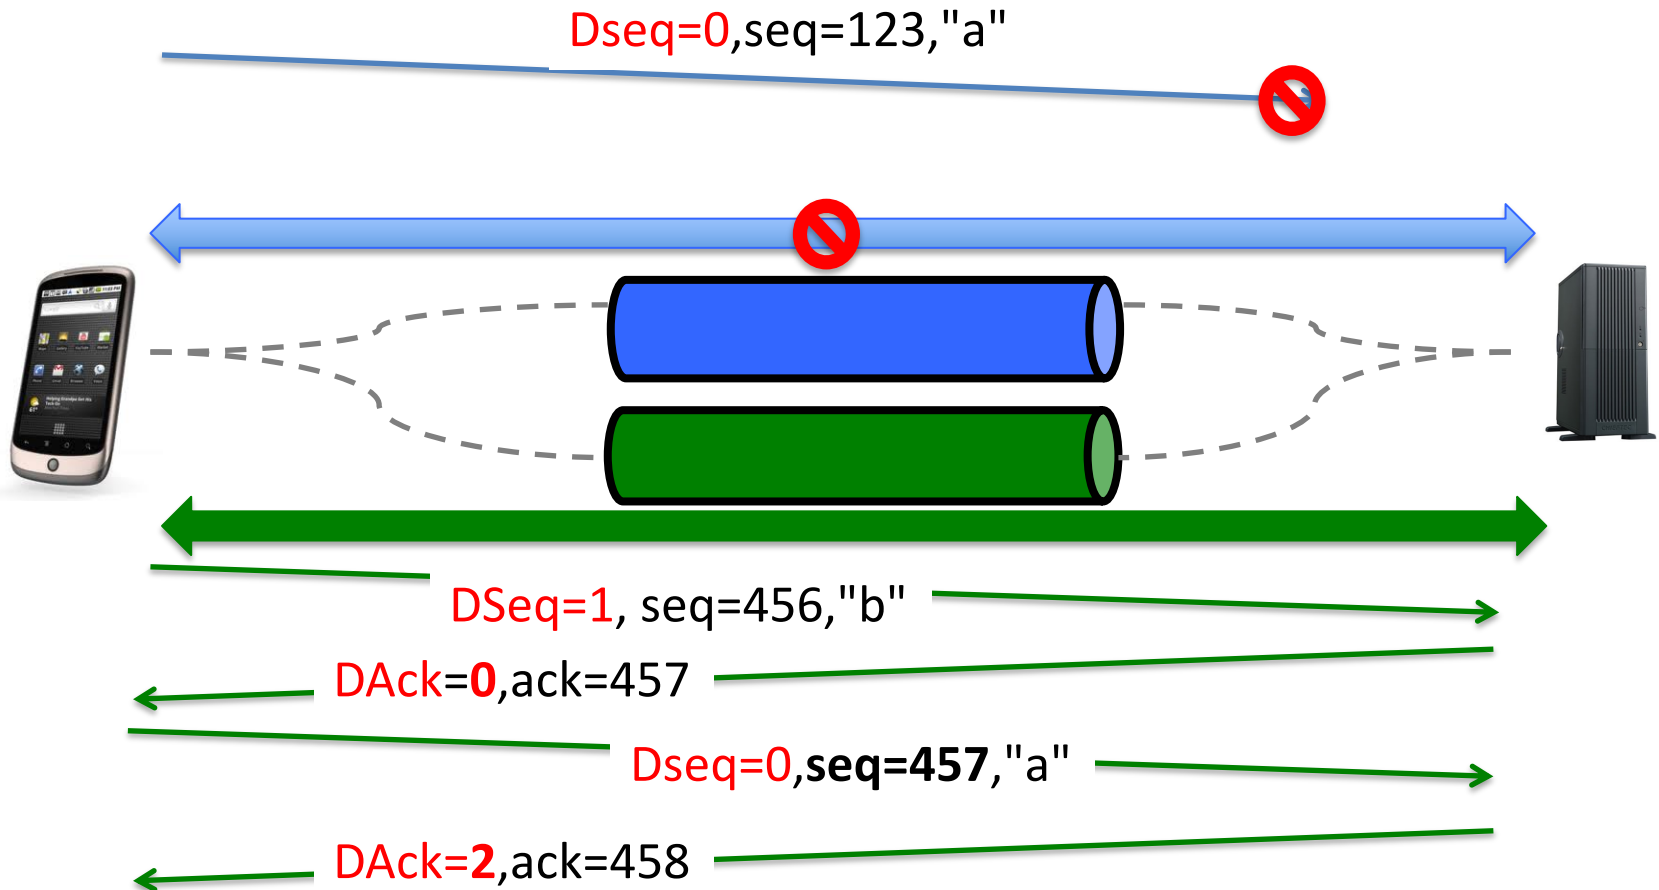 Dseq=0,seq=123,"a"
DSeq=1, seq=456,"b"
DAck=0,ack=457
Dseq=0,seq=457,"a"
DAck=2,ack=458